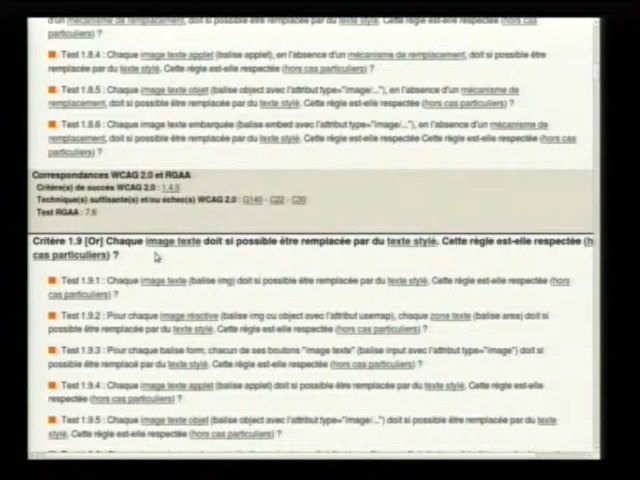 d'un mécanisme de remplacement, doit si possible être remplacée par du texte stylé. Cette règle est-elle respectée (hors cas
particuliers) ?
Test 1.8.4 : Chaque image texte applet (balise applet), en l'absence d'un mécanisme de remplacement, doit si possible être
remplacée par du texte stylé. Cette règle est-elle respectée (hors cas particuliers) ?
Test 1.8.5 : Chaque image texte objet (balise object avec l'attribut type="image/..."), en l'absence d'un mécanisme de
remplacement, doit si possible être remplacée par du texte stylé. Cette règle est-elle respectée (hors cas particuliers) ?
Test 1.8.6 : Chaque image texte embarquée (balise embed avec l'attribut type="image/..."), en l'absence d'un mécanisme de
remplacement, doit si possible être remplacée par du texte stylé. Cette règle est-elle respectée Cette règle est-elle respectée (hors cas
particuliers) ?
Correspondances WCAG 2.0 et RGAA
Critère(s) de succès WCAG 2.0 : 1.4.5
Technique(s) suffisante(s) et/ou échec(s) WCAG 2.0 : G140 - C22 - C30
Test RGAA : 7.6
Critère 1.9 [Or] Chaque image texte doit si possible être remplacée par du texte stylé. Cette règle est-elle respectée (h
cas particuliers) ?
Test 1.9.1 : Chaque image texte (balise img) doit si possible être remplacée par du texte stylé. Cette règle est-elle respectée (hors
cas particuliers) ?
Test 1.9.2 : Pour chaque image réactive (balise img ou object avec l'attribut usemap), chaque zone texte (balise area) doit si
possible être remplacée par du texte stylé. Cette règle est-elle respectée (hors cas particuliers) ?
Test 1.9.3 : Pour chaque balise form, chacun de ses boutons "image texte" (balise input avec l'attribut type="image") doit si
possible être remplacé par du texte stylé. Cette règle est-elle respectée (hors cas particuliers) ?
Test 1.9.4 : Chaque image texte applet (balise applet) doit si possible être remplacée par du texte stylé. Cette règle est-elle
respectée (hors cas particuliers) ?
Test 1.9.5 : Chaque image texte objet (balise object avec l'attribut type="image/...") doit si possible être remplacée par du texte
stylé. Cette règle est-elle respectée (hors cas particuliers) ?